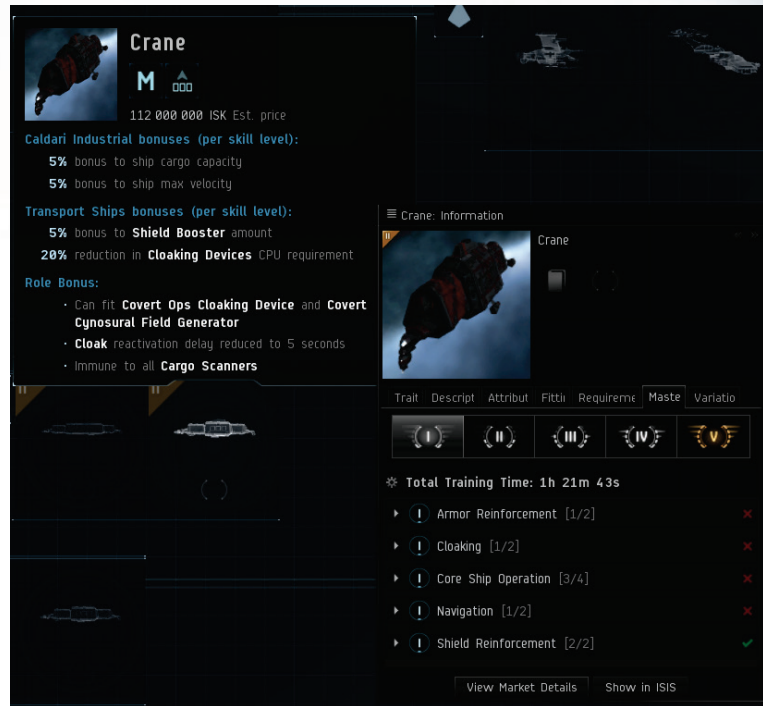 Crane
M
112 000 000 ISK Est. price
Caldari Industrial bonuses (per skill level):
5% bonus to ship cargo capacity
5% bonus to ship max velocity
Transport Ships bonuses (per skill level):
5% bonus to Shield Booster amount
20% reduction in Cloaking Devices CPU requirement
Role Bonus:
· Can fit Covert Ops Cloaking Device and Covert
Cynosural Field Generator
· Cloak reactivation delay reduced to 5 seconds
· Immune to all Cargo Scanners
II
II
Crane: Information
II
Crane
Trait Descript Attribut Fittin Requireme Maste Variatio
I II III IV V
Total Training Time: 1h 21m 43s
I Armor Reinforcement [1/2]
I Cloaking [1/2]
I Core Ship Operation [3/4]
I Navigation [1/2]
I Shield Reinforcement [2/2]
View Market Details Show in ISIS